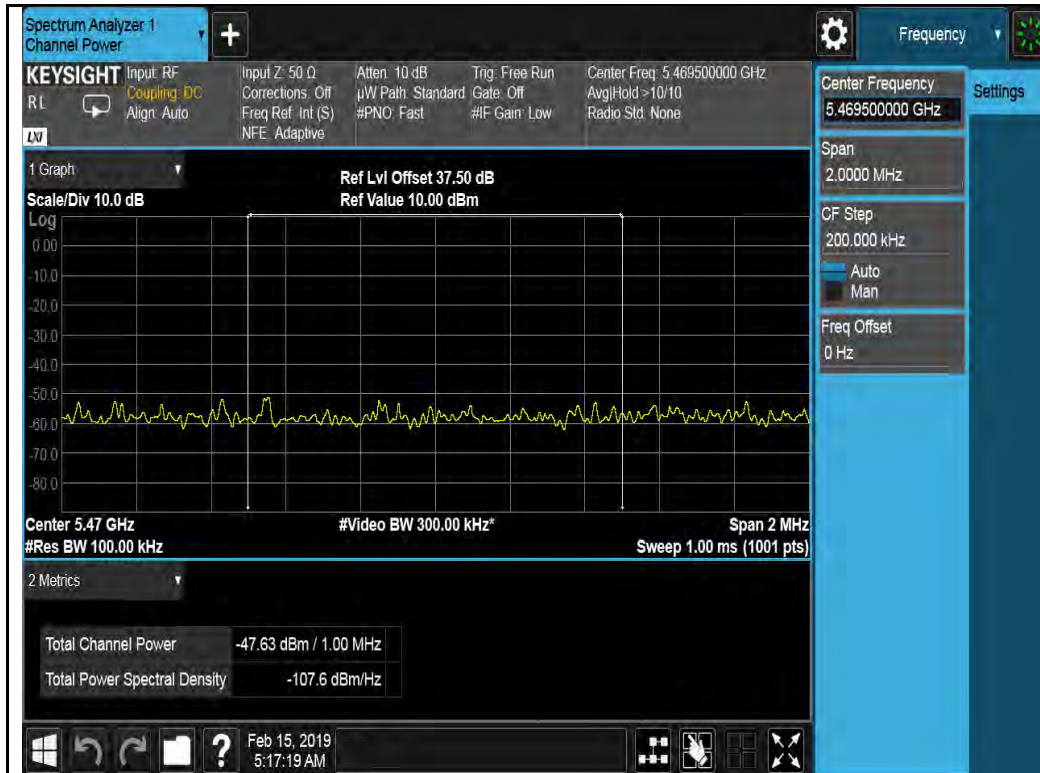 Spectrum Analyzer 1
Channel Power
+
Frequency
KEYSIGHT
RL
LXI
Input: RF
Coupling: DC
Align: Auto
Input Z: 50 Ω
Corrections: Off
Freq Ref: Int (S)
NFE: Adaptive
Atten: 10 dB
µW Path: Standard
#PNO: Fast
Trig: Free Run
Gate: Off
#IF Gain: Low
Center Freq: 5.469500000 GHz
Avg|Hold >10/10
Radio Std: None
Center Frequency
5.469500000 GHz
Settings
Span
2.0000 MHz
CF Step
200.000 kHz
Auto
Man
Freq Offset
0 Hz
1 Graph
Scale/Div 10.0 dB
Ref Lvl Offset 37.50 dB
Ref Value 10.00 dBm
Log
0.00
-10.0
-20.0
-30.0
-40.0
-50.0
-60.0
-70.0
-80.0
Center 5.47 GHz
#Res BW 100.00 kHz
#Video BW 300.00 kHz*
Span 2 MHz
Sweep 1.00 ms (1001 pts)
2 Metrics
Total Channel Power -47.63 dBm / 1.00 MHz
Total Power Spectral Density -107.6 dBm/Hz
?
Feb 15, 2019
5:17:19 AM